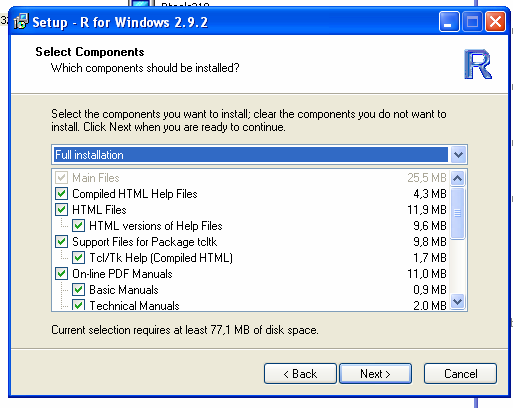 Setup - R for Windows 2.9.2
Select Components
Which components should be installed?
R
Select the components you want to install; clear the components you do not want to
install. Click Next when you are ready to continue.
Full installation
Main Files 25,5 MB
Compiled HTML Help Files 4,3 MB
HTML Files 11,9 MB
HTML versions of Help Files 9,6 MB
Support Files for Package tcltk 9,8 MB
Tcl/Tk Help (Compiled HTML) 1,7 MB
On-line PDF Manuals 11,0 MB
Basic Manuals 0,9 MB
Technical Manuals 2,0 MB
Current selection requires at least 77,1 MB of disk space.
< Back Next > Cancel